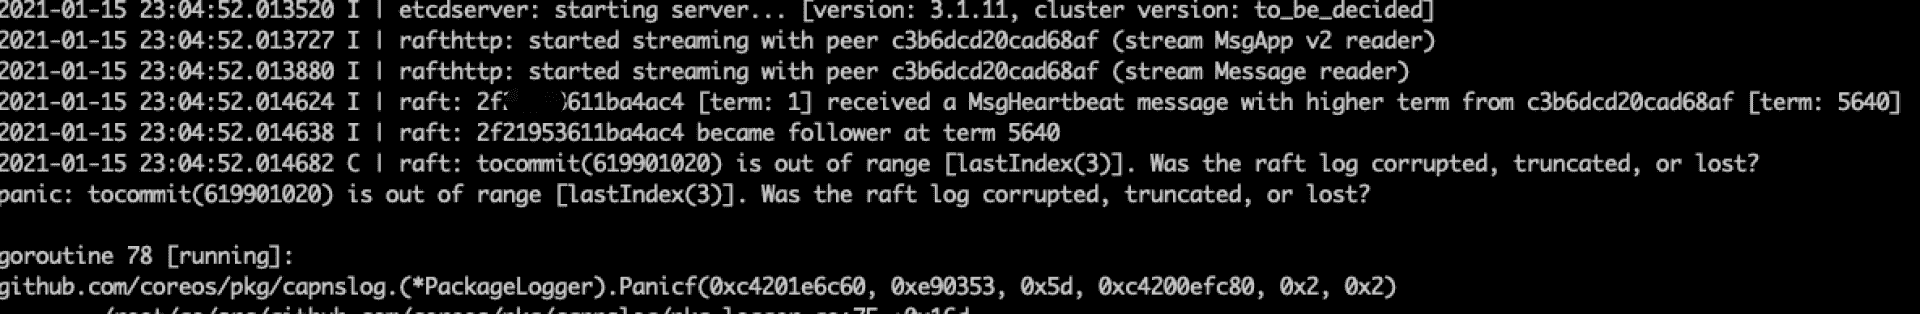 2021-01-15 23:04:52.013520 I | etcdserver: starting server... [version: 3.1.11, cluster version: to_be_decided]
2021-01-15 23:04:52.013727 I | rafthttp: started streaming with peer c3b6dcd20cad68af (stream MsgApp v2 reader)
2021-01-15 23:04:52.013880 I | rafthttp: started streaming with peer c3b6dcd20cad68af (stream Message reader)
2021-01-15 23:04:52.014624 I | raft: 2f2 611ba4ac4 [term: 1] received a MsgHeartbeat message with higher term from c3b6dcd20cad68af [term: 5640]
2021-01-15 23:04:52.014638 I | raft: 2f21953611ba4ac4 became follower at term 5640
2021-01-15 23:04:52.014682 C | raft: tocommit(619901020) is out of range [lastIndex(3)]. Was the raft log corrupted, truncated, or lost?
panic: tocommit(619901020) is out of range [lastIndex(3)]. Was the raft log corrupted, truncated, or lost?
goroutine 78 [running]:
github.com/coreos/pkg/capnslog.(*PackageLogger).Panicf(0xc4201e6c60, 0xe90353, 0x5d, 0xc4200efc80, 0x2, 0x2)